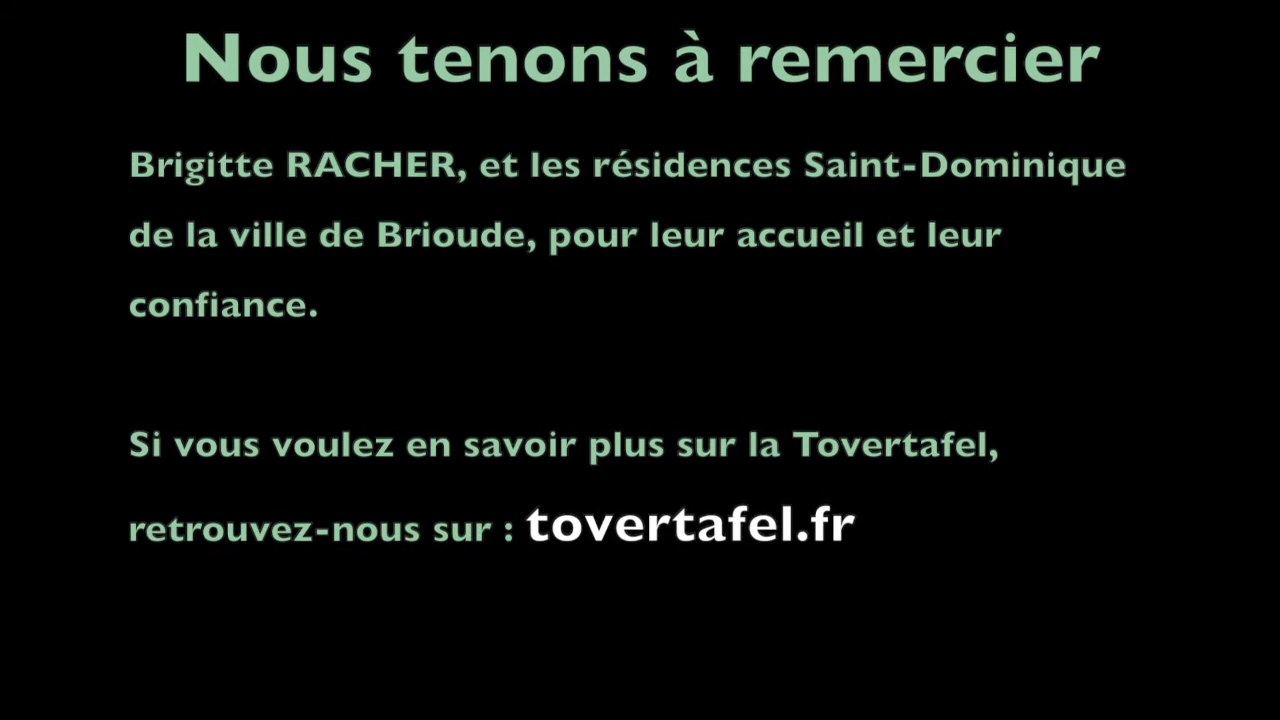 Nous tenons à remercier
Brigitte RACHER, et les résidences Saint-Dominique
de la ville de Brioude, pour leur accueil et leur
confiance.
Si vous voulez en savoir plus sur la Tovertafel,
retrouvez-nous sur : tovertafel.fr